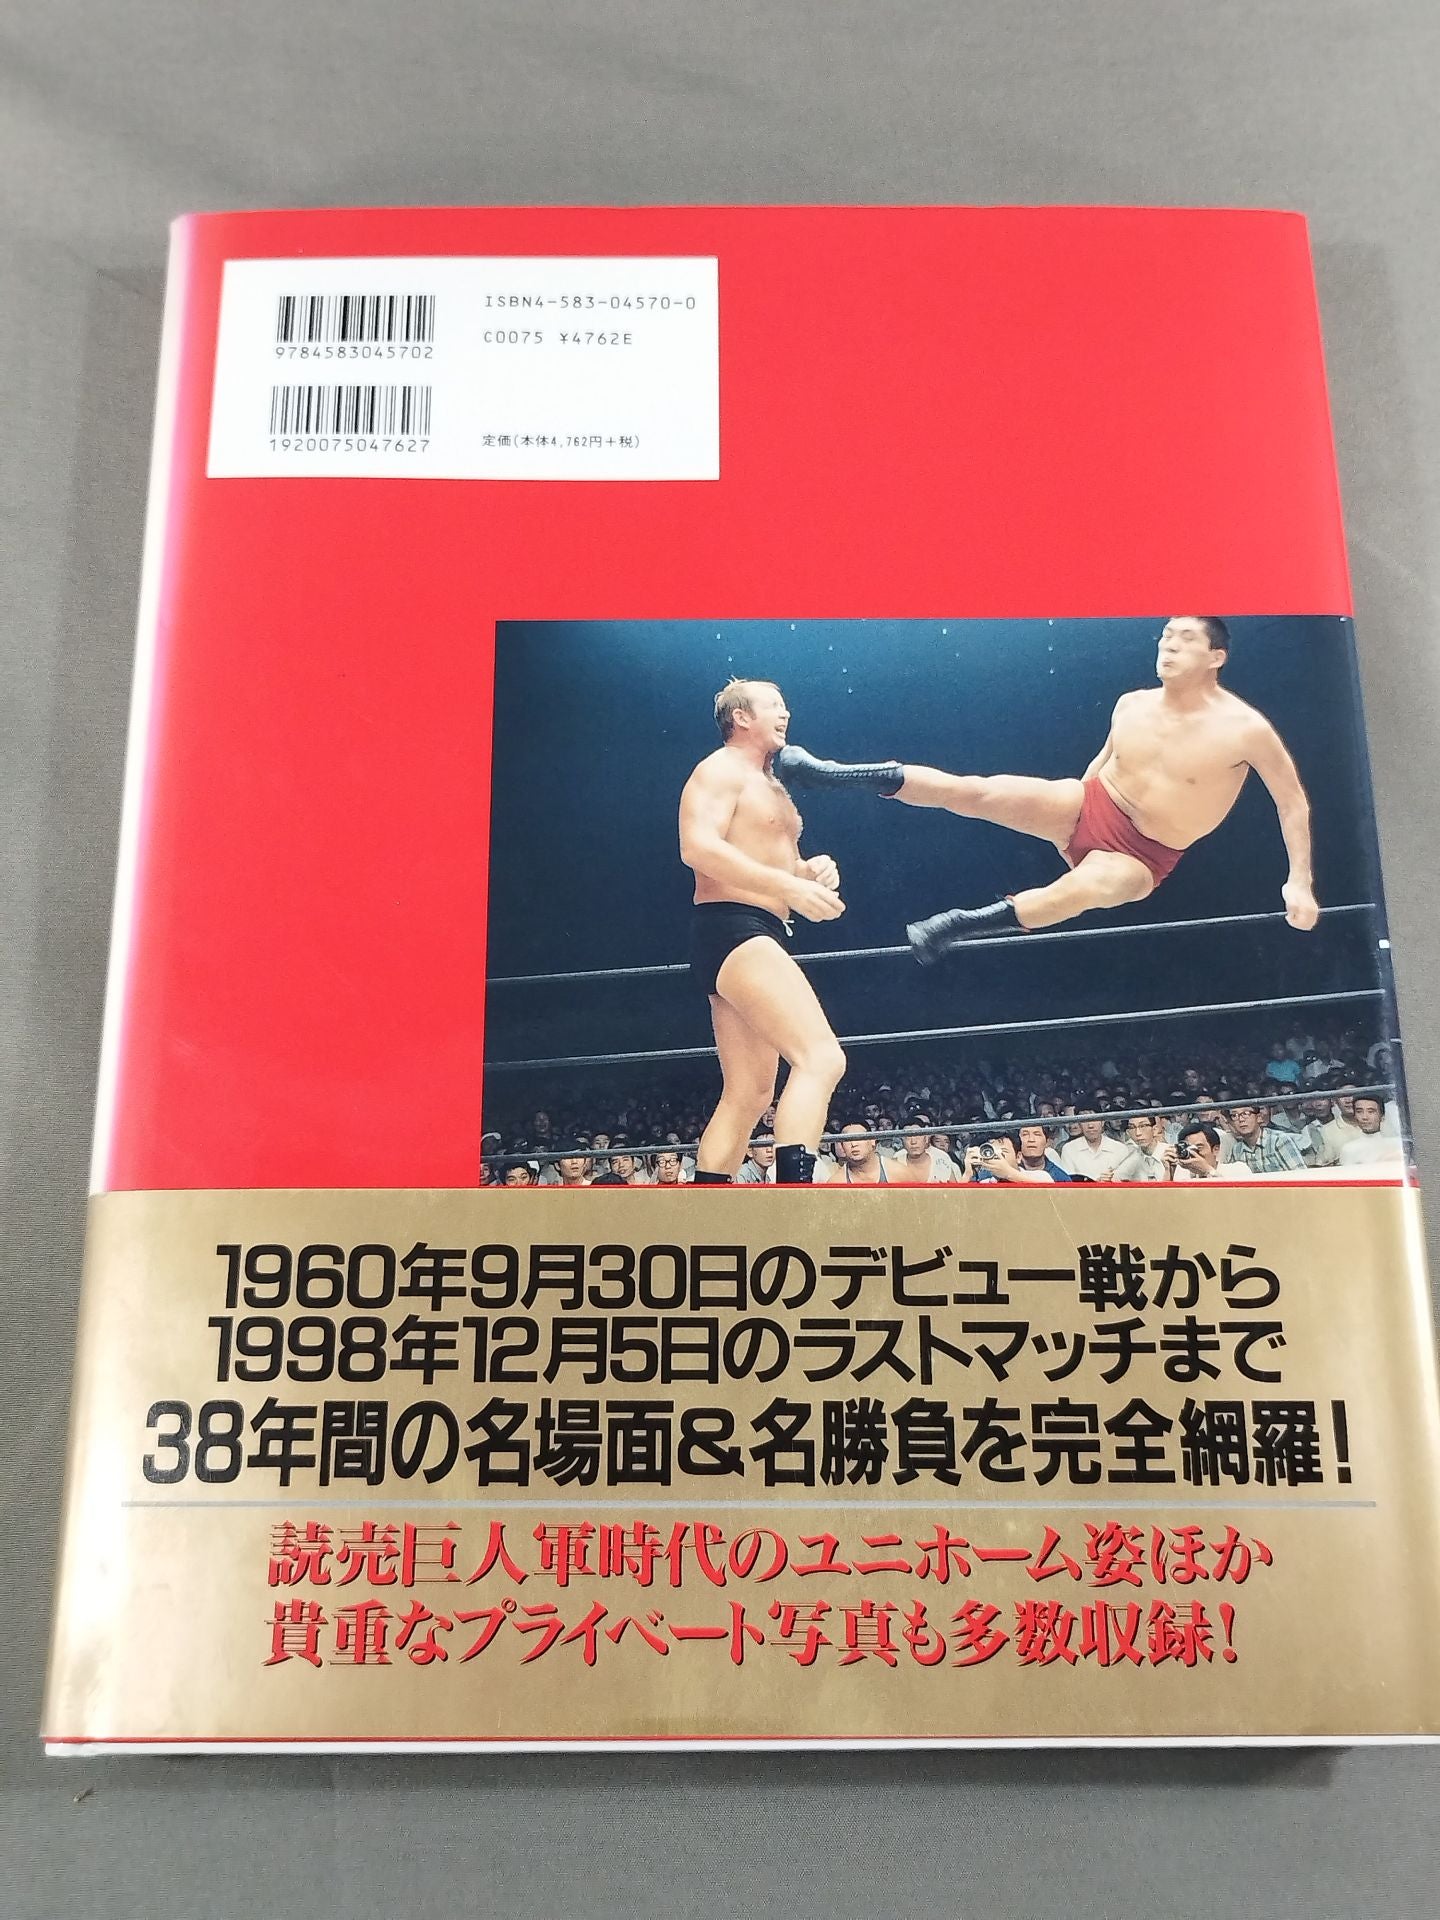 9784583045702
ISBN4-583-04570-0
C0075 ¥4762E
1920075047627
定価(本体4,762円+税)
1960年9月30日のデビュー戦から
1998年12月5日のラストマッチまで
38年間の名場面&名勝負を完全網羅!
読売巨人軍時代のユニホーム姿ほか
貴重なプライベート写真も多数収録!